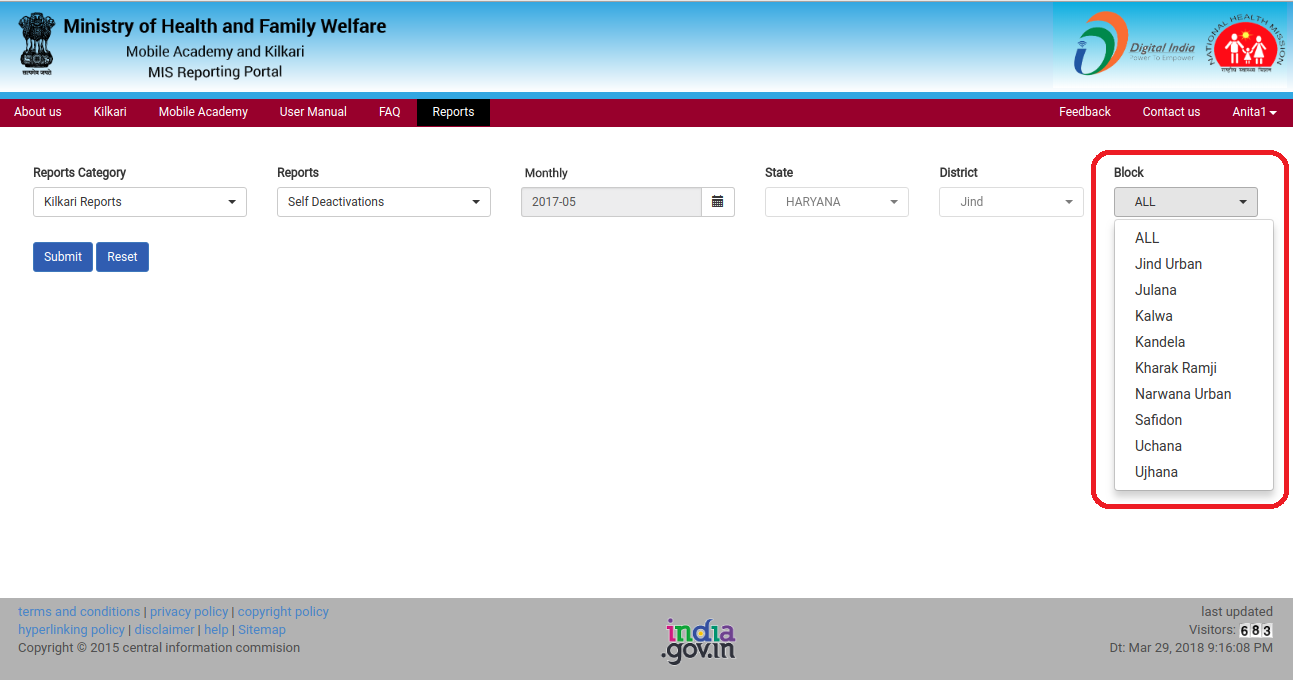 Ministry of Health and Family Welfare
Mobile Academy and Kilkari
MIS Reporting Portal
सत्यमेव जयते
Digital India
Power To Empower
NATIONAL HEALTH MISSION
राष्ट्रीय स्वास्थ्य मिशन
About us Kilkari Mobile Academy User Manual FAQ Reports Feedback Contact us Anita1
Reports Category Reports Monthly State District Block
Kilkari Reports Self Deactivations 2017-05 HARYANA Jind ALL
Submit Reset
ALL
Jind Urban
Julana
Kalwa
Kandela
Kharak Ramji
Narwana Urban
Safidon
Uchana
Ujhana
terms and conditions | privacy policy | copyright policy
hyperlinking policy | disclaimer | help | Sitemap
Copyright © 2015 central information commision
india
.gov.in
last updated
Visitors: 683
Dt: Mar 29, 2018 9:16:08 PM